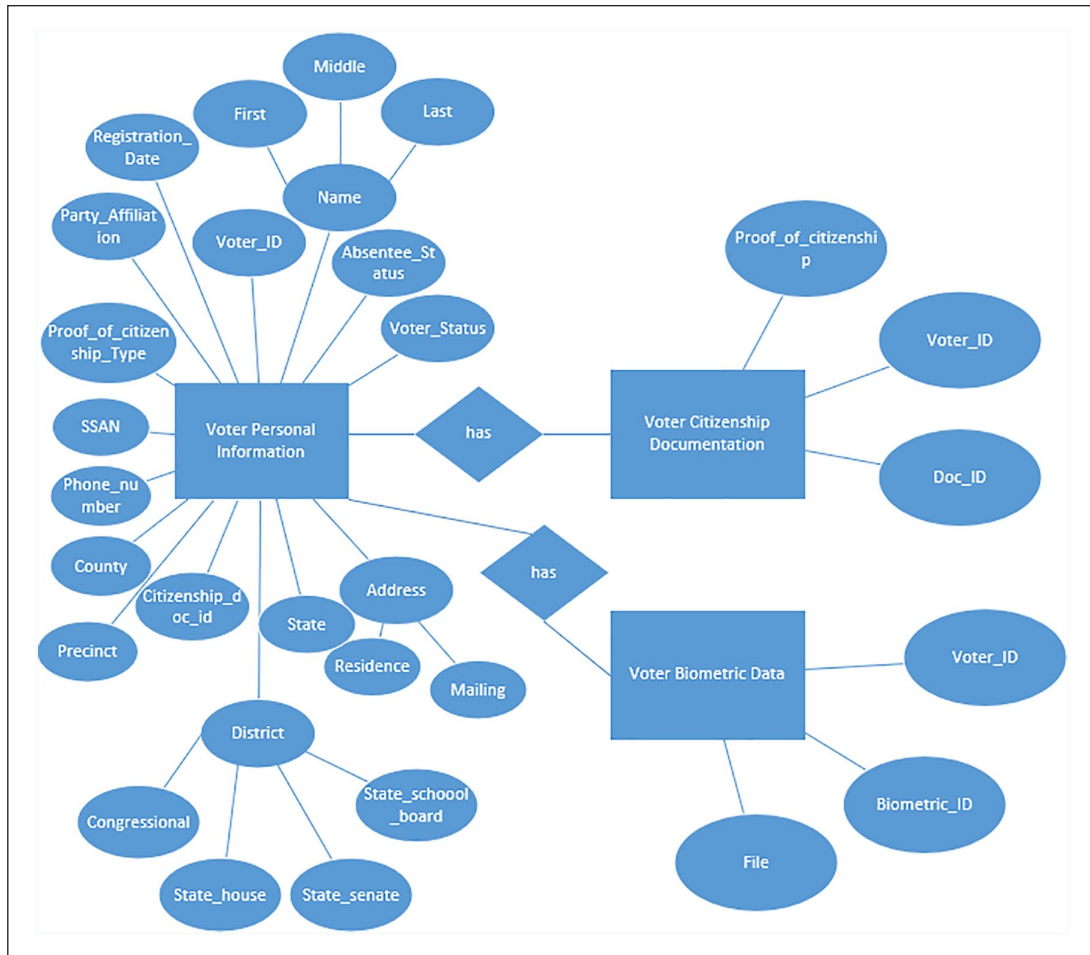 Middle
First
Last
Registration_
Date
Name
Party_Affiliat
ion
Voter_ID
Absentee_St
atus
Proof_of_citizenshi
p
Proof_of_citizen
ship_Type
Voter_Status
Voter_ID
SSAN
Voter Personal
Information
has
Voter Citizenship
Documentation
Phone_nu
mber
Doc_ID
County
Citizenship_d
oc_id
State
Address
has
Precinct
Residence
Mailing
Voter Biometric Data
Voter_ID
District
Congressional
State_schoool
_board
Biometric_ID
State_house
State_senate
File